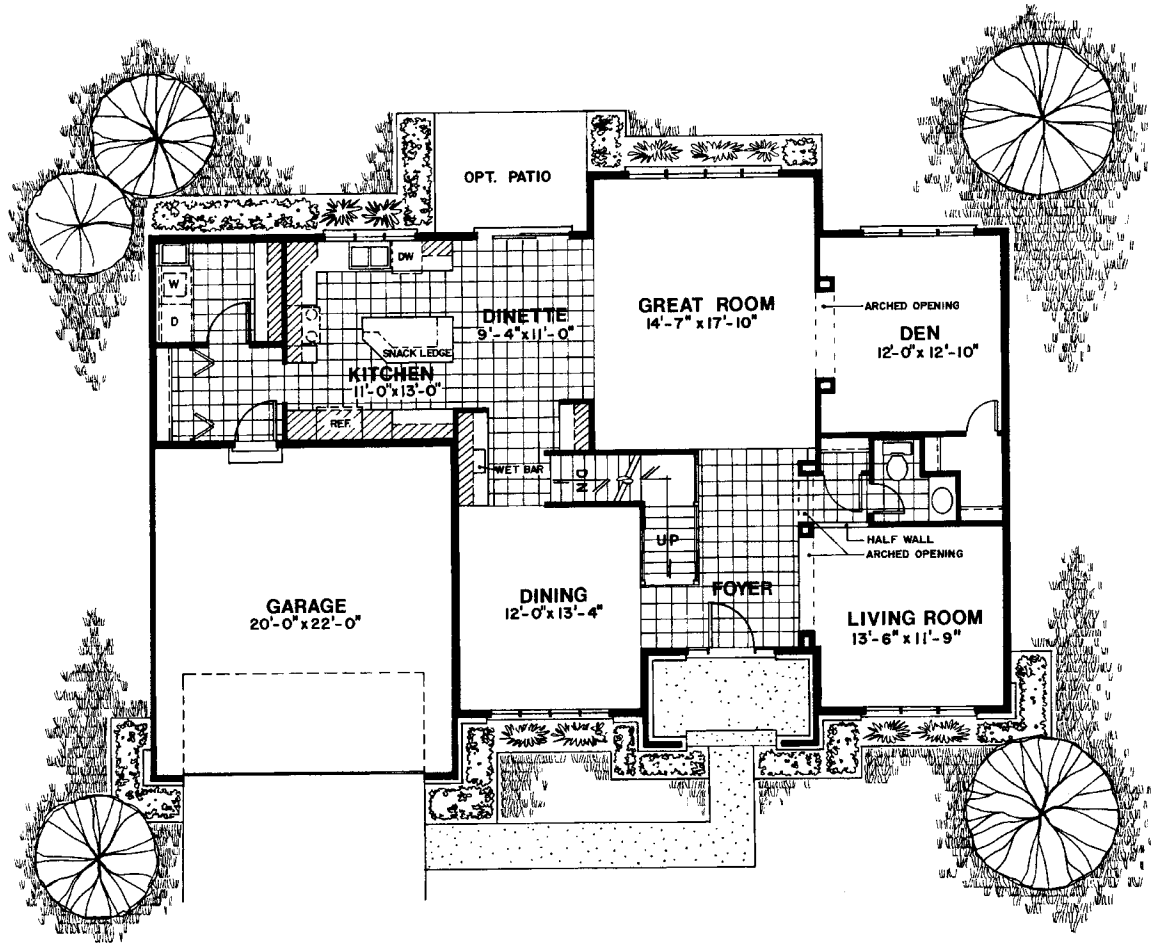 OPT. PATIO
W
D
DW
DINETTE
9'-4"x11'-0"
SNACK LEDGE
KITCHEN
11'-0"x13'-0"
REF.
WET BAR
GREAT ROOM
14'-7" x 17'-10"
ARCHED OPENING
DEN
12'-0"x 12'-10"
DN
UP
HALF WALL
ARCHED OPENING
FOYER
GARAGE
20'-0"x 22'-0"
DINING
12'-0"x13'-4"
LIVING ROOM
13'-6" x 11'-9"